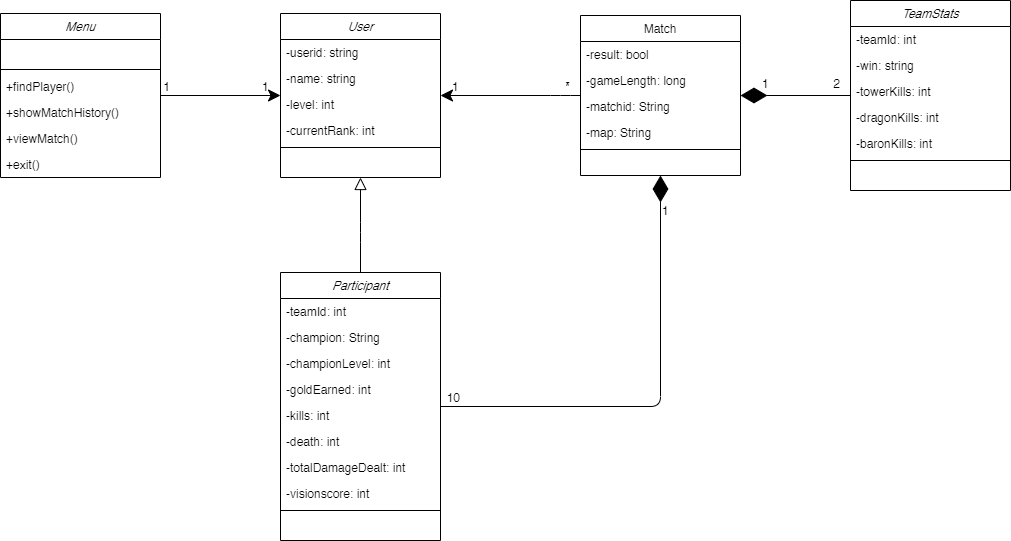 Menu
+findPlayer()
+showMatchHistory()
+viewMatch()
+exit()
1
1
User
-userid: string
-name: string
-level: int
-currentRank: int
1
*
Match
-result: bool
-gameLength: long
-matchid: String
-map: String
1
2
TeamStats
-teamId: int
-win: string
-towerKills: int
-dragonKills: int
-baronKills: int
1
Participant
-teamId: int
-champion: String
-championLevel: int
-goldEarned: int
-kills: int
-death: int
-totalDamageDealt: int
-visionscore: int
10